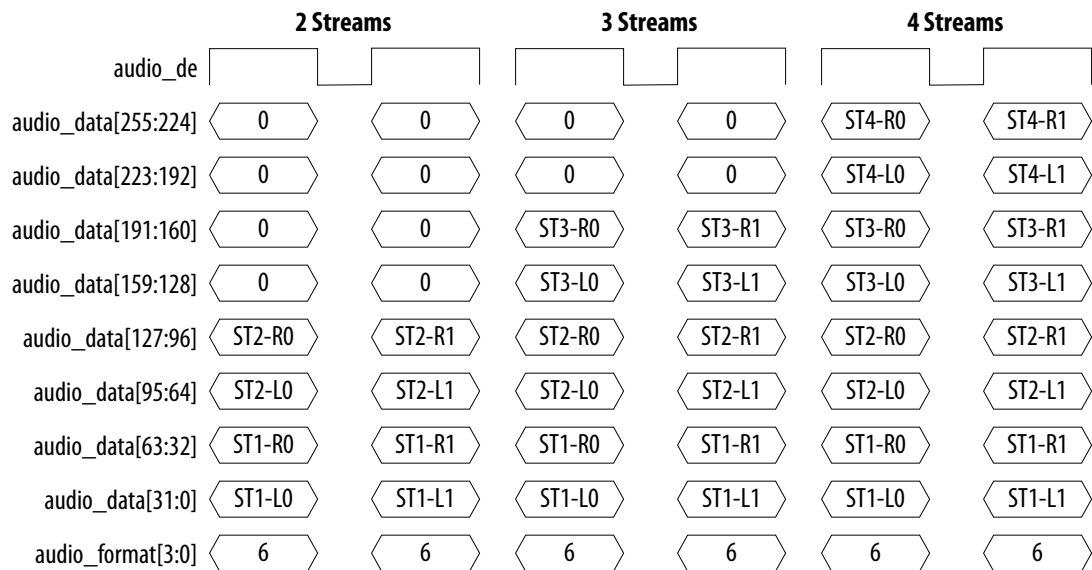 2 Streams 3 Streams 4 Streams
audio_de
audio_data[255:224] 0 0 0 0 ST4-R0 ST4-R1
audio_data[223:192] 0 0 0 0 ST4-L0 ST4-L1
audio_data[191:160] 0 0 ST3-R0 ST3-R1 ST3-R0 ST3-R1
audio_data[159:128] 0 0 ST3-L0 ST3-L1 ST3-L0 ST3-L1
audio_data[127:96] ST2-R0 ST2-R1 ST2-R0 ST2-R1 ST2-R0 ST2-R1
audio_data[95:64] ST2-L0 ST2-L1 ST2-L0 ST2-L1 ST2-L0 ST2-L1
audio_data[63:32] ST1-R0 ST1-R1 ST1-R0 ST1-R1 ST1-R0 ST1-R1
audio_data[31:0] ST1-L0 ST1-L1 ST1-L0 ST1-L1 ST1-L0 ST1-L1
audio_format[3:0] 6 6 6 6 6 6